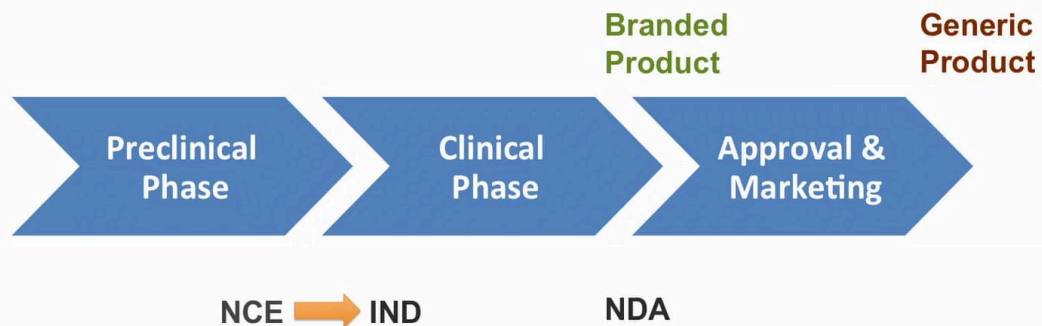 Branded
Product
Generic
Product
Preclinical
Phase
Clinical
Phase
Approval &
Marketing
NCE IND
NDA